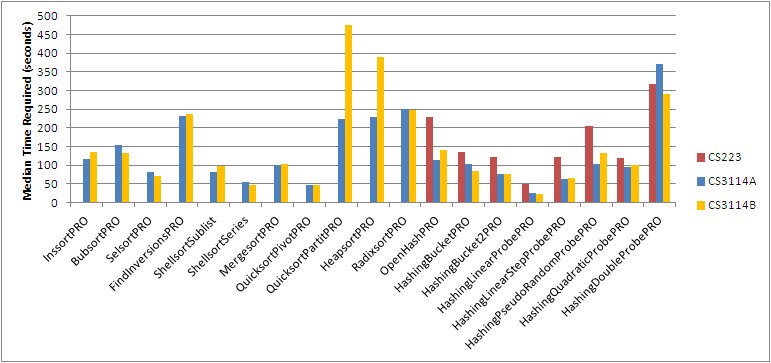 Median Time Required (seconds)
500
450
400
350
300
250
200
150
100
50
0
InssortPRO
BubsortPRO
SelsortPRO
FindInversionsPRO
ShellsortSublist
ShellsortSeries
MergesortPRO
QuicksortPivotPRO
QuicksortPartitPRO
HeapsortPRO
RadixsortPRO
OpenHashPRO
HashingBucketPRO
HashingBucket2PRO
HashingLinearProbePRO
HashingLinearStepProbePRO
HashingPseudoRandomProbePRO
HashingQuadraticProbePRO
HashingDoubleProbePRO
CS223
CS3114A
CS3114B